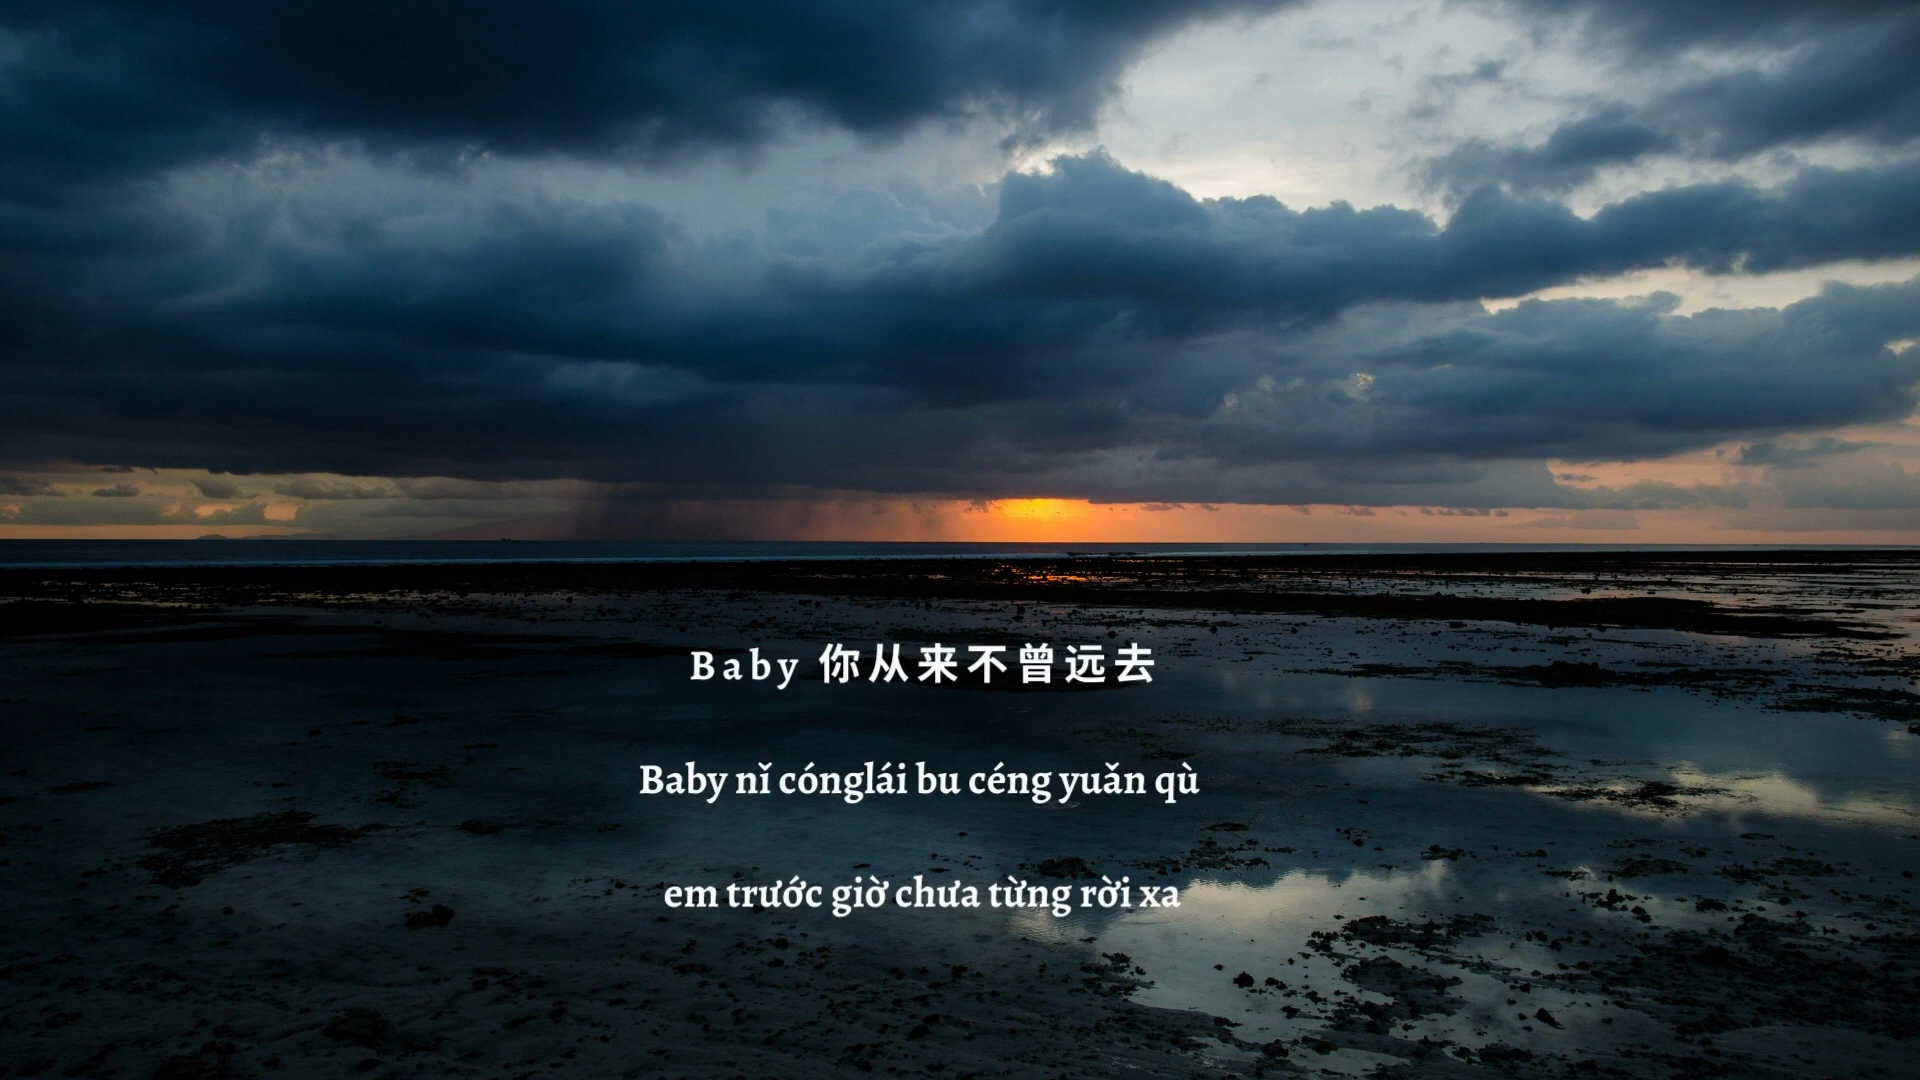 Baby 你从来不曾远去
Baby nǐ cónglái bu céng yuǎn qù
em trước giờ chưa từng rời xa